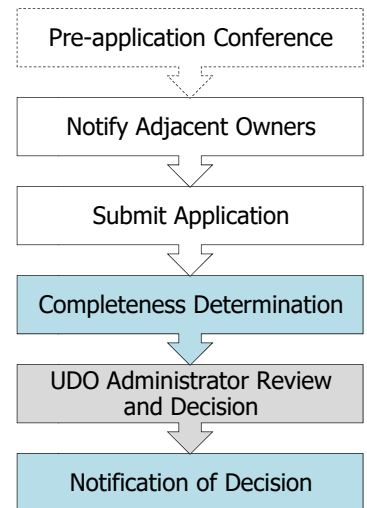 Pre-application Conference
Notify Adjacent Owners
Submit Application
Completeness Determination
UDO Administrator Review
and Decision
Notification of Decision